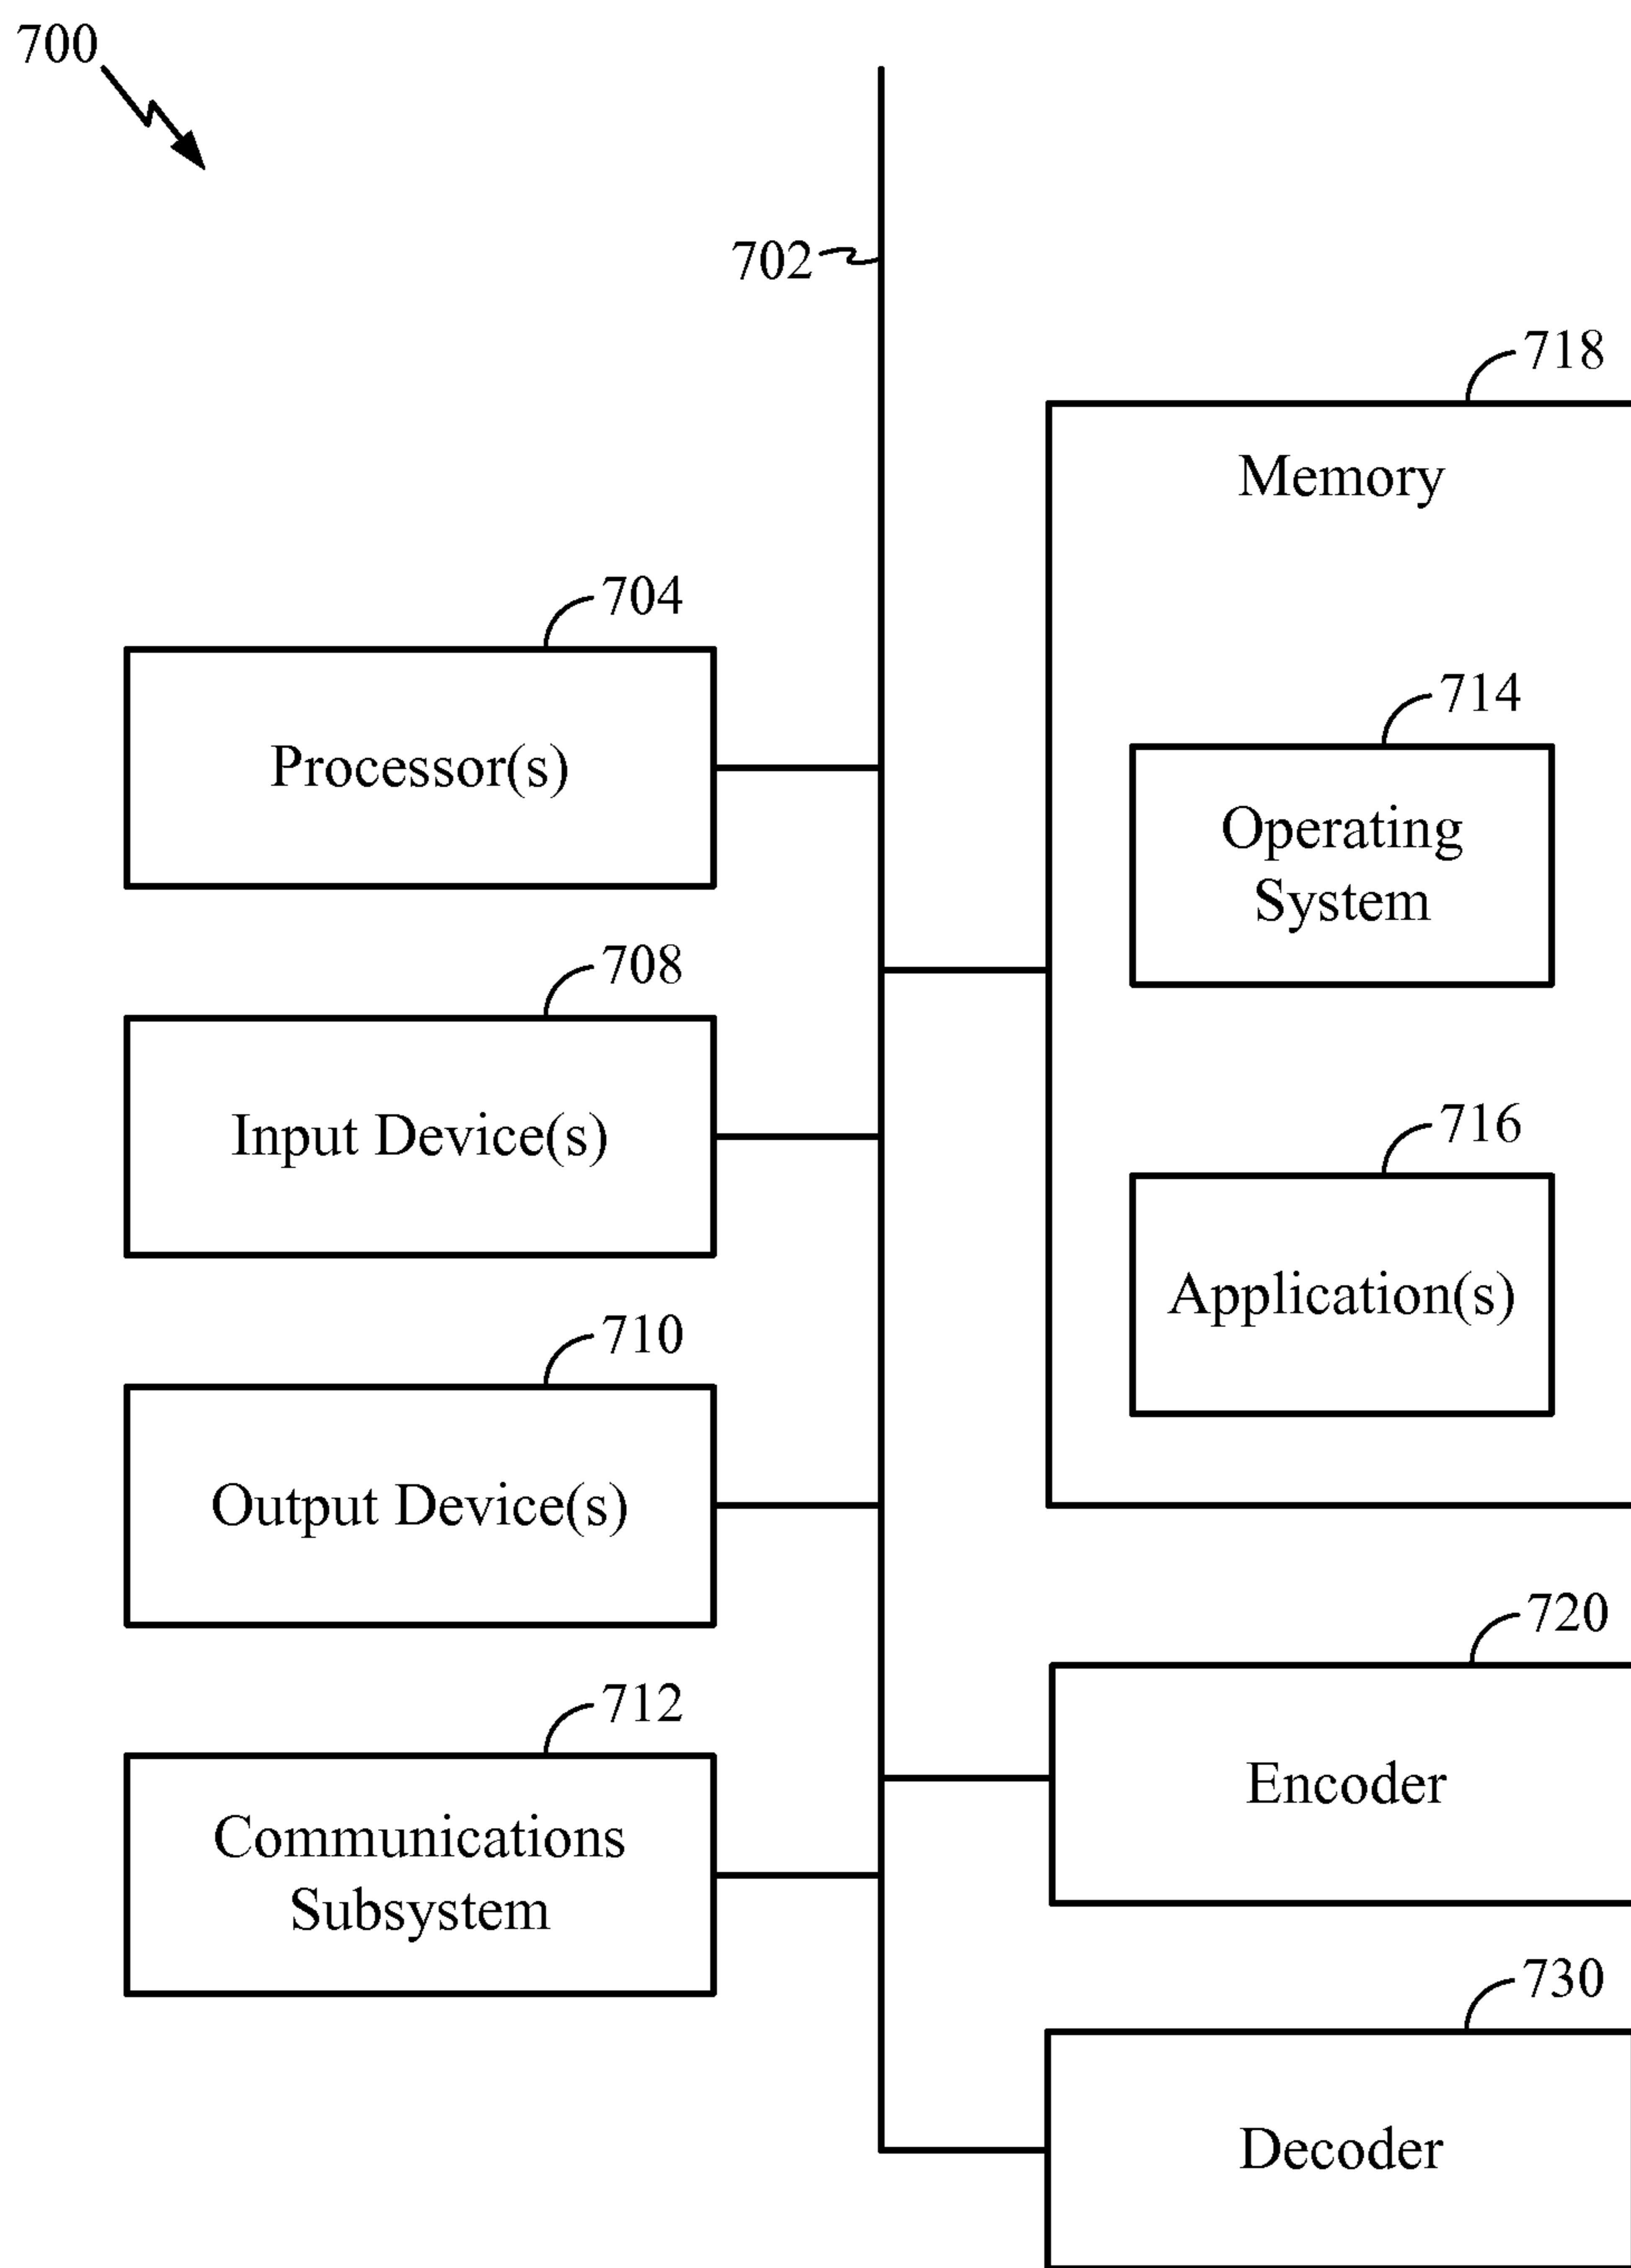 700
702
718
Memory
704
Processor(s)
714
Operating
System
708
Input Device(s)
716
Application(s)
710
Output Device(s)
720
Encoder
712
Communications
Subsystem
730
Decoder